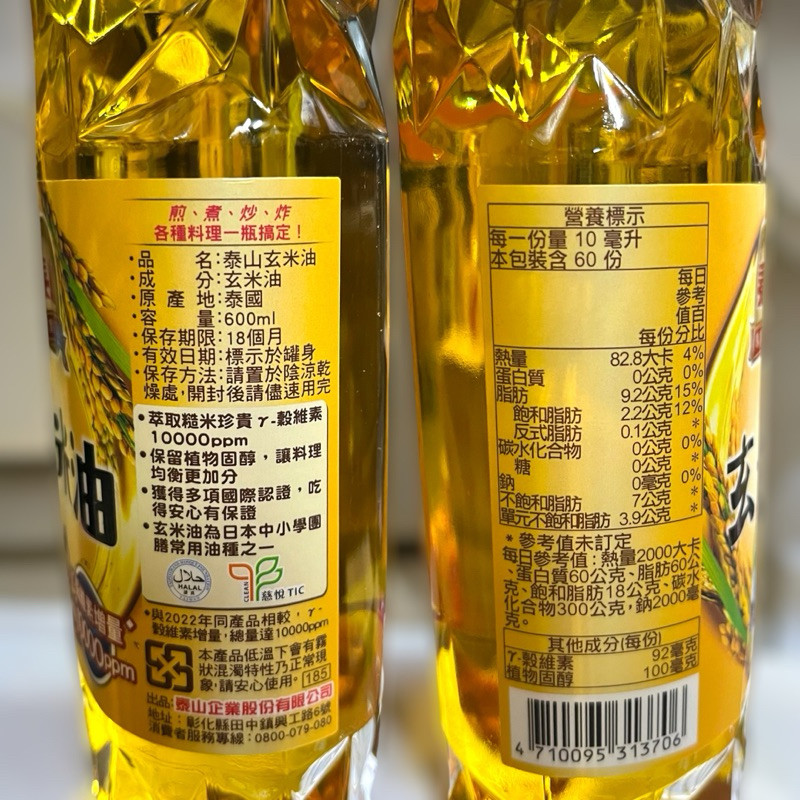 煎、煮、炒、炸
各種料理一瓶搞定！
•品　　名:泰山玄米油
•成　　分:玄米油
•原 產 地:泰國
•容　　量:600ml
•保存期限:18個月
•有效日期:標示於罐身
•保存方法:請置於陰涼乾
燥處,開封後請儘速用完
•萃取糙米珍貴γ-穀維素
10000ppm
•保留植物固醇，讓料理
均衡更加分
•獲得多項國際認證，吃
得安心有保證
•玄米油為日本中小學團
膳常用油種之一
HALAL
CLEAN
慈悅TIC
•與2022年同產品相較，γ-
穀維素增量，總量達10000ppm
本產品低溫下會有霧
狀混濁特性乃正常現
象,請安心使用。185
出品:泰山企業股份有限公司
地址：彰化縣田中鎮興工路6號
消費者服務專線：0800-079-080
米油
增量
0000ppm
營養標示
每一份量 10 毫升
本包裝含 60 份
每日
參考
值百
每份 分比
熱量 82.8大卡 4%
蛋白質 0公克 0%
脂肪 9.2公克 15%
飽和脂肪 2.2公克 12%
反式脂肪 0.1公克 *
碳水化合物 0公克 0%
糖 0公克 *
鈉 0毫克 0%
不飽和脂肪 7公克 *
單元不飽和脂肪 3.9公克 *
* 參考值未訂定
每日參考值：熱量2000大卡
、蛋白質60公克、脂肪60公
克、飽和脂肪18公克、碳水
化合物300公克，鈉2000毫
克。
其他成分(每份)
γ-穀維素 92毫克
植物固醇 100毫克
4 710095 313706
玄